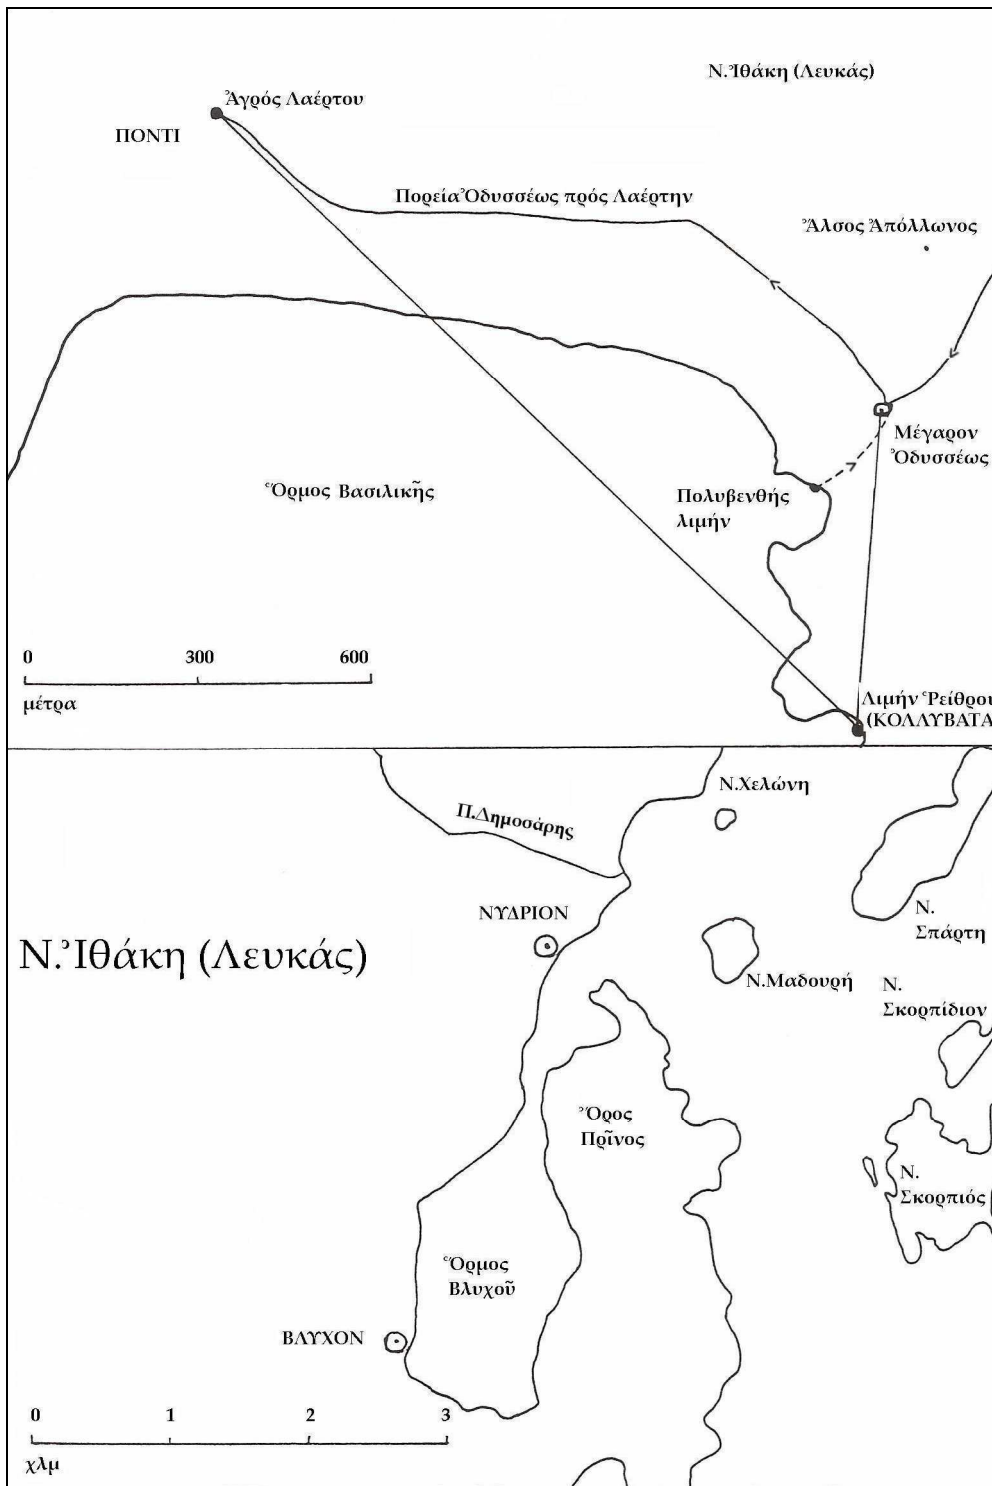 Ν.Ἰθάκη (Λευκάς)
Ἀγρός Λαέρτου
ΠΟΝΤΙ
Πορεία Ὀδυσσέως πρός Λαέρτην
Ἄλσος Ἀπόλλωνος
Μέγαρον
Ὀδυσσέως
Ὅρμος Βασιλικῆς
Πολυβενθής
λιμήν
0 300 600
μέτρα
Λιμήν Ῥείθρου
(ΚΟΛΛΥΒΑΤΑ
Ν.Χελώνη
Π.Δημοσάρης
Ν.
Σπάρτη
ΝΥΔΡΙΟΝ
Ν.Ἰθάκη (Λευκάς)
Ν.Μαδουρή
Ν.
Σκορπίδιον
Ὄρος
Πρῖνος
Ν.
Σκορπιός
Ὅρμος
Βλυχοῦ
ΒΛΥΧΟΝ
0 1 2 3
χλμ